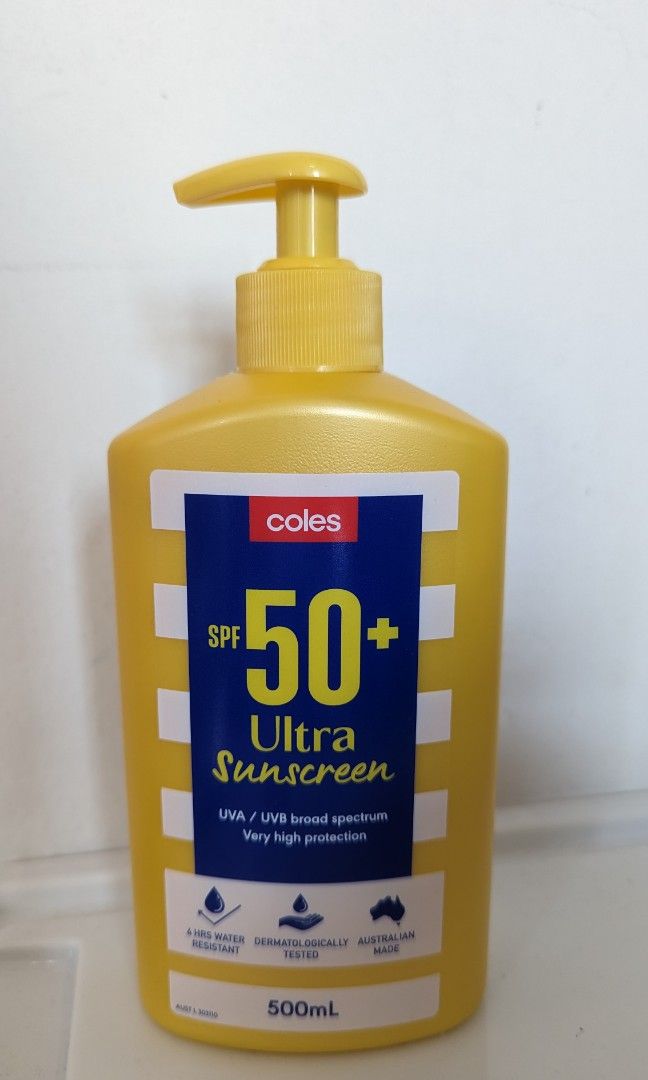 coles
SPF 50+
Ultra
Sunscreen
UVA / UVB broad spectrum
Very high protection
4 HRS WATER
RESISTANT
DERMATOLOGICALLY
TESTED
AUSTRALIAN
MADE
500mL
AUST L